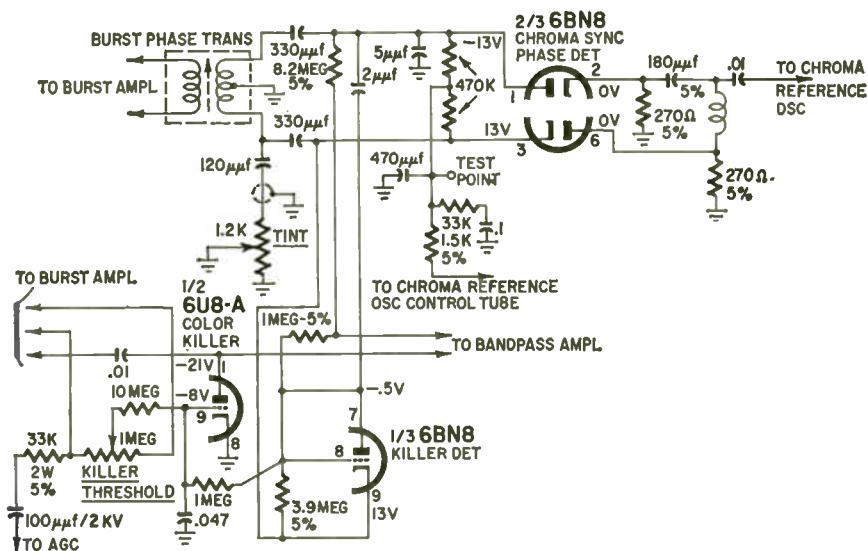 BURST PHASE TRANS
TO BURST AMPL
330μμf
8.2MEG
5%
5μμf
2μμf
-13V
470K
2/3 6BN8
CHROMA SYNC
PHASE DET
1
2
0V
0V
3
6
13V
180μμf
5%
.01
TO CHROMA
REFERENCE
DSC
270Ω
5%
270Ω
5%
330μμf
120μμf
470μμf
TEST
POINT
33K
.1
1.5K
5%
TO CHROMA REFERENCE
OSC CONTROL TUBE
1.2K
TINT
TO BURST AMPL.
1/2
6U8-A
COLOR
KILLER
1MEG-5%
TO BANDPASS AMPL.
.01
-21V
1
-8V
9
8
10MEG
33K
2W
5%
1MEG
KILLER
THRESHOLD
1MEG
.047
-.5V
7
1/3 6BN8
KILLER DET
8
9
13V
3.9MEG
5%
100μμf/2KV
TO AGC